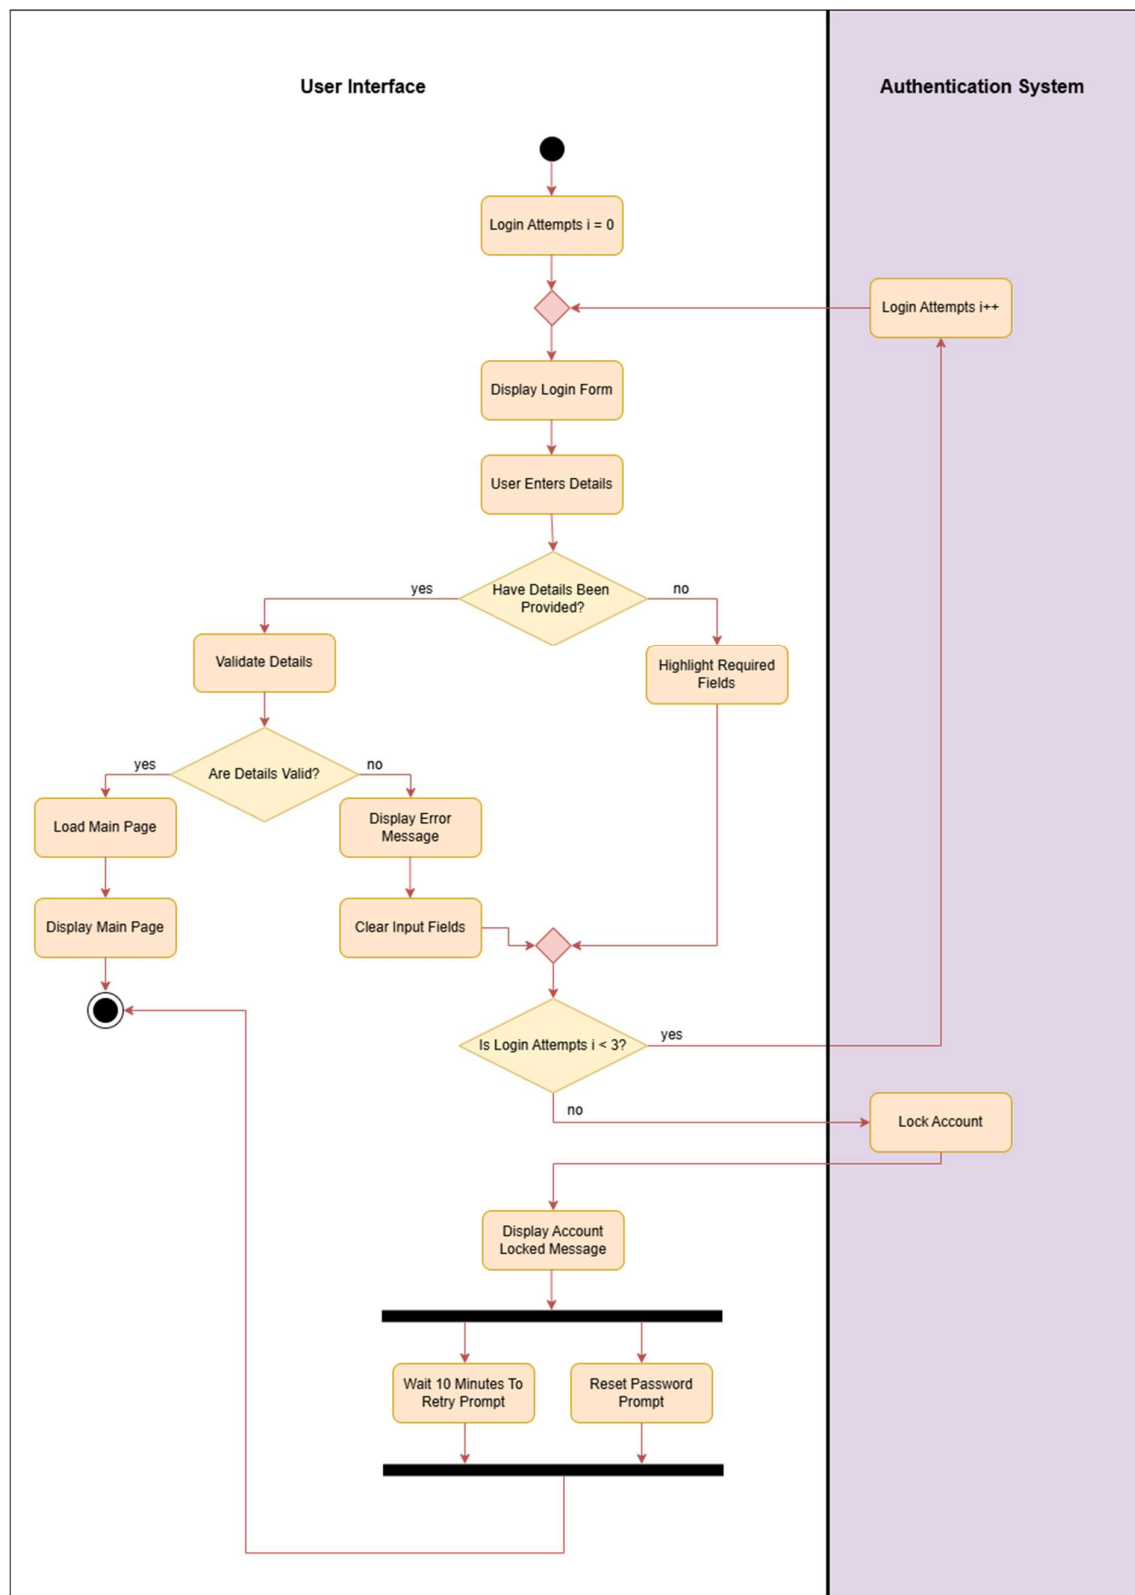 User Interface
Authentication System
Login Attempts i = 0
Login Attempts i++
Display Login Form
User Enters Details
Have Details Been
Provided?
yes
no
Validate Details
Highlight Required
Fields
Are Details Valid?
yes
no
Load Main Page
Display Error
Message
Display Main Page
Clear Input Fields
Is Login Attempts i < 3?
yes
no
Lock Account
Display Account
Locked Message
Wait 10 Minutes To
Retry Prompt
Reset Password
Prompt